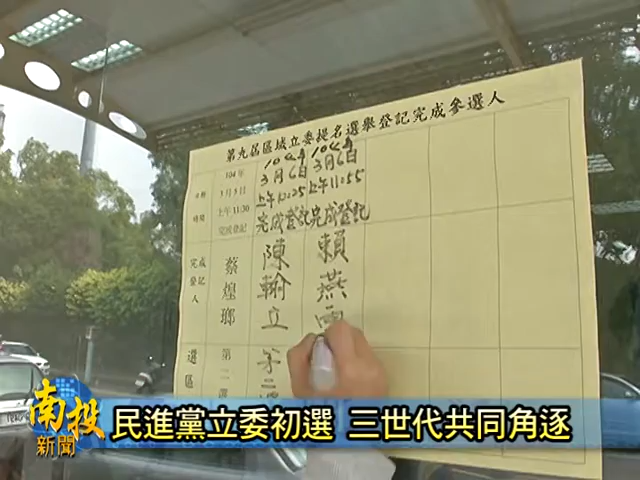 第九屆區域立委提名選舉登記完成參選人
日期
時段
104年
3月5日
上午11:30
完成登記
104年
3月6日
上午10:25
完成登記
104年
3月6日
上午11:55
完成登記
完成
登記人
蔡煌瑯
陳翰立
賴燕
選區
第二選
第二選
南投新聞
民進黨立委初選 三世代共同角逐